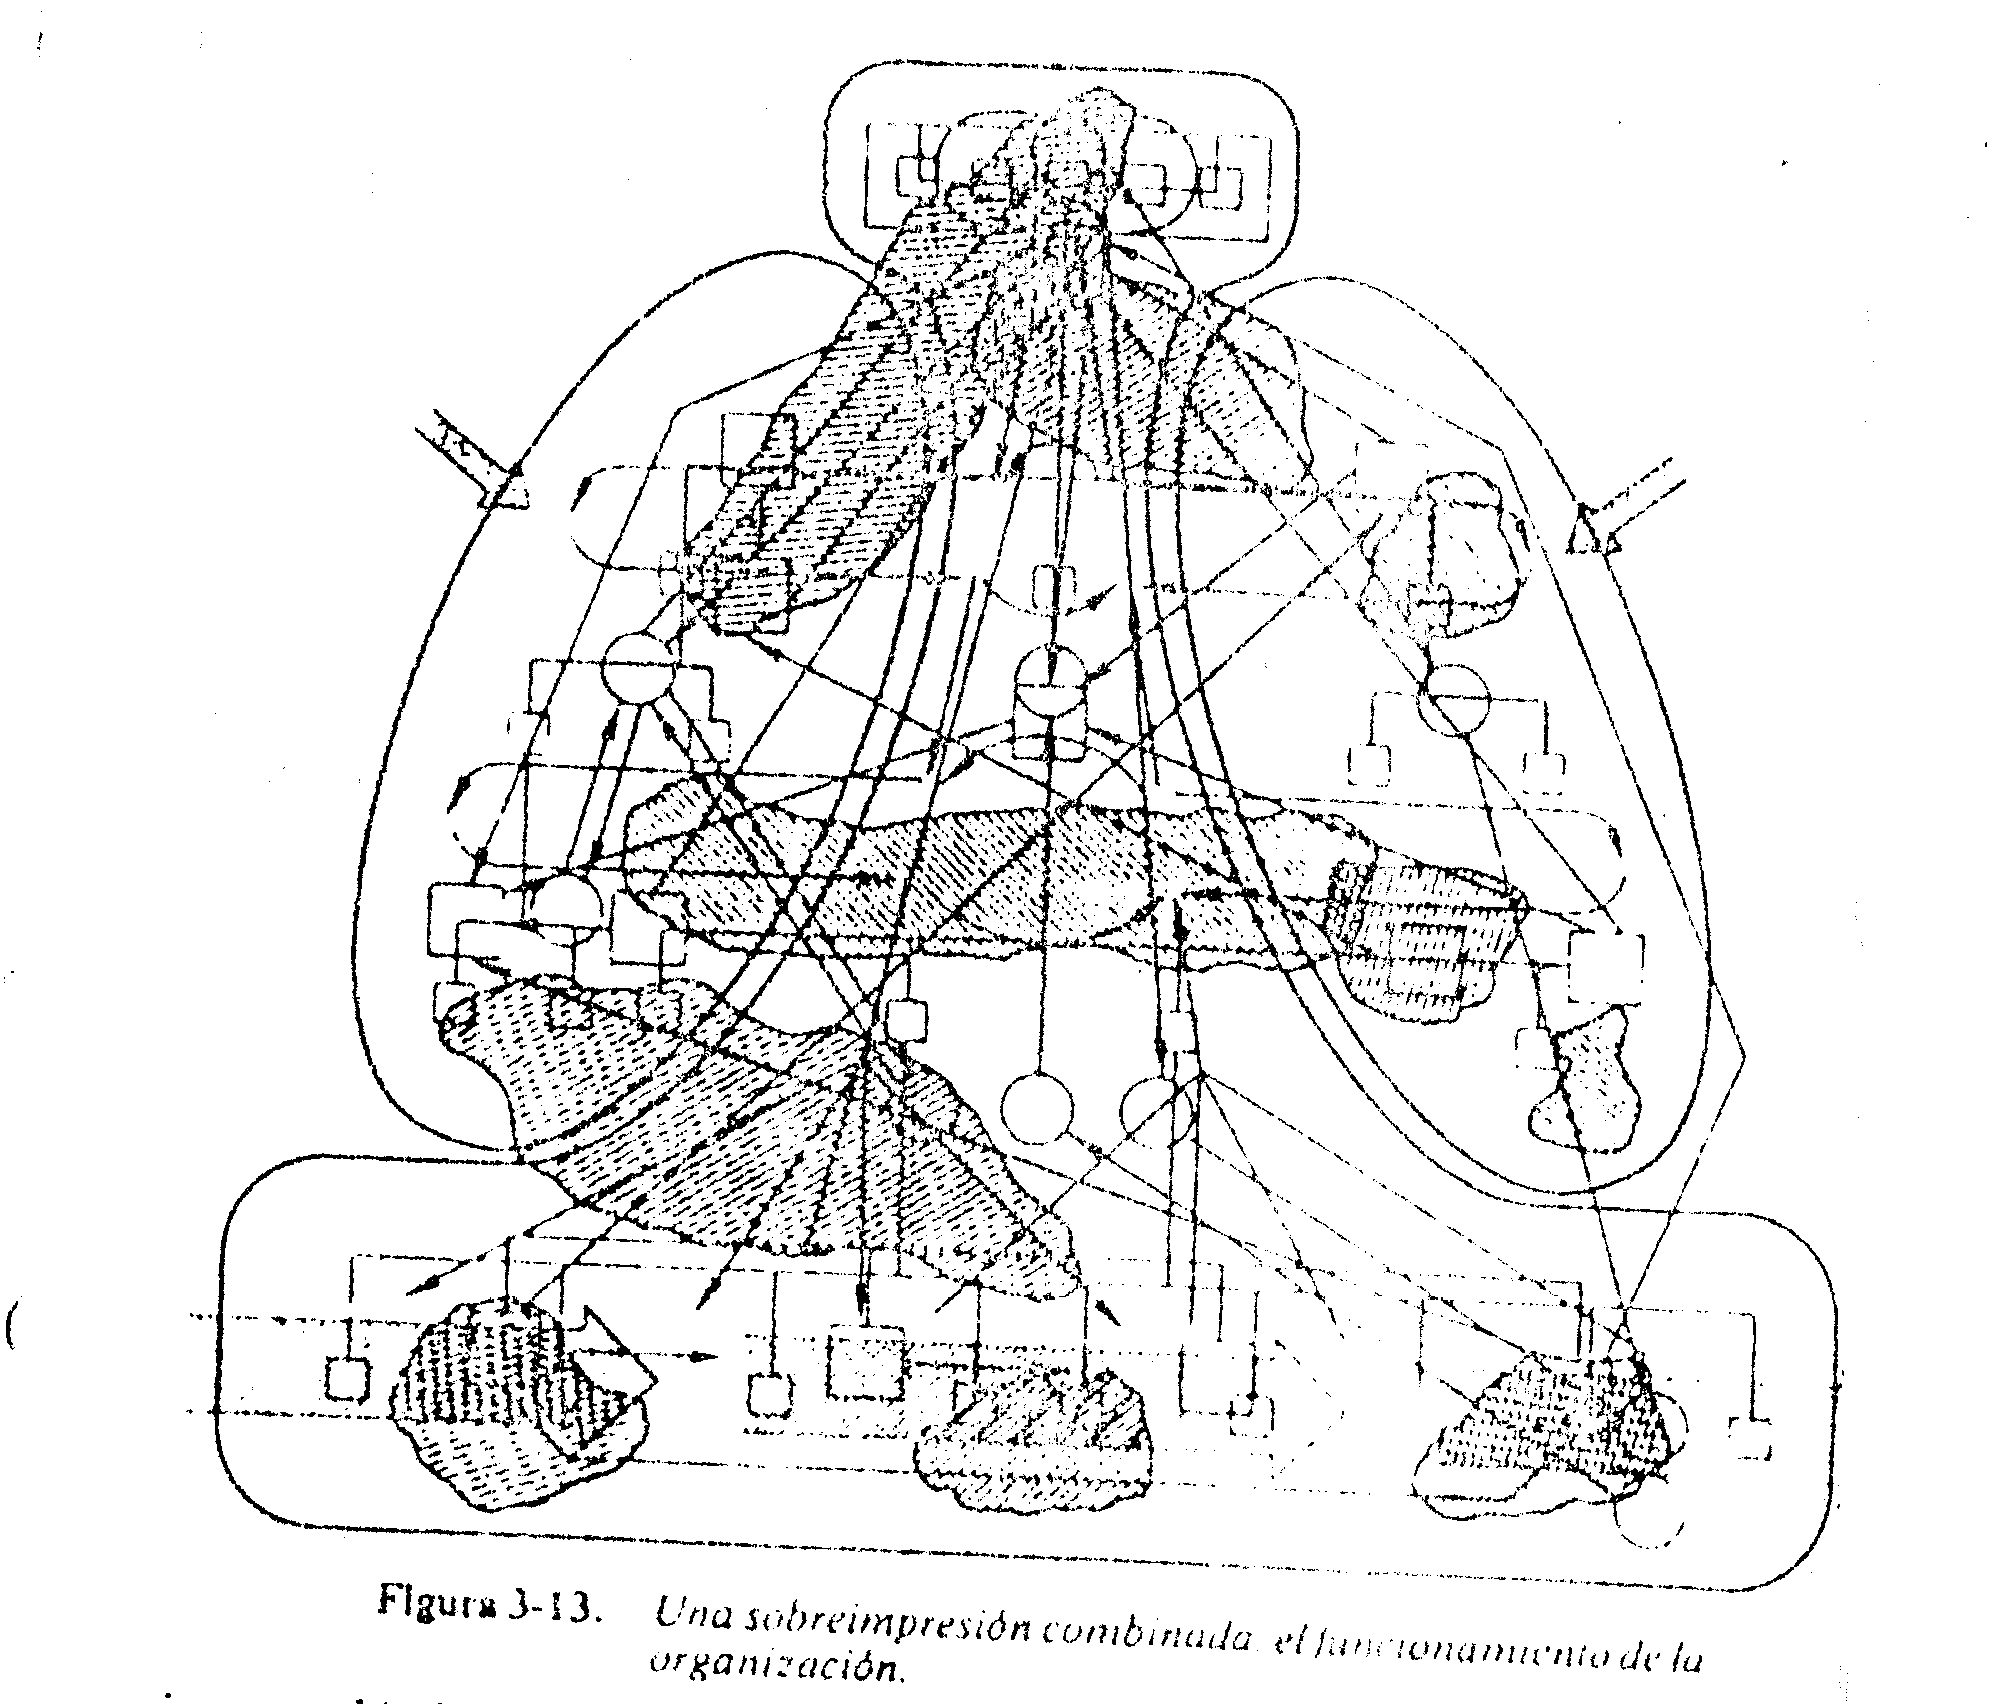 Figura 3-13. Una sobreimpresión combinada: el funcionamiento de la
organización.